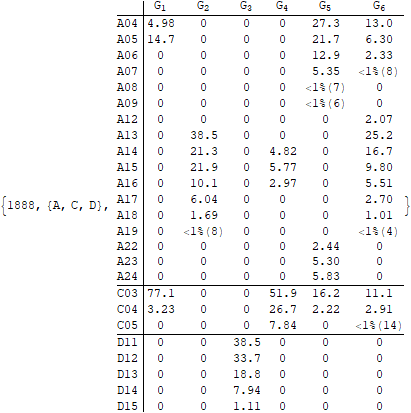 G1 G2 G3 G4 G5 G6
A04 4.98 0 0 0 27.3 13.0
A05 14.7 0 0 0 21.7 6.30
A06 0 0 0 0 12.9 2.33
A07 0 0 0 0 5.35 <1%(8)
A08 0 0 0 0 <1%(7) 0
A09 0 0 0 0 <1%(6) 0
A12 0 0 0 0 0 2.07
A13 0 38.5 0 0 0 25.2
A14 0 21.3 0 4.82 0 16.7
A15 0 21.9 0 5.77 0 9.80
A16 0 10.1 0 2.97 0 5.51
{1888, {A, C, D}, A17 0 6.04 0 0 0 2.70 }
A18 0 1.69 0 0 0 1.01
A19 0 <1%(8) 0 0 0 <1%(4)
A22 0 0 0 0 2.44 0
A23 0 0 0 0 5.30 0
A24 0 0 0 0 5.83 0
C03 77.1 0 0 51.9 16.2 11.1
C04 3.23 0 0 26.7 2.22 2.91
C05 0 0 0 7.84 0 <1%(14)
D11 0 0 38.5 0 0 0
D12 0 0 33.7 0 0 0
D13 0 0 18.8 0 0 0
D14 0 0 7.94 0 0 0
D15 0 0 1.11 0 0 0